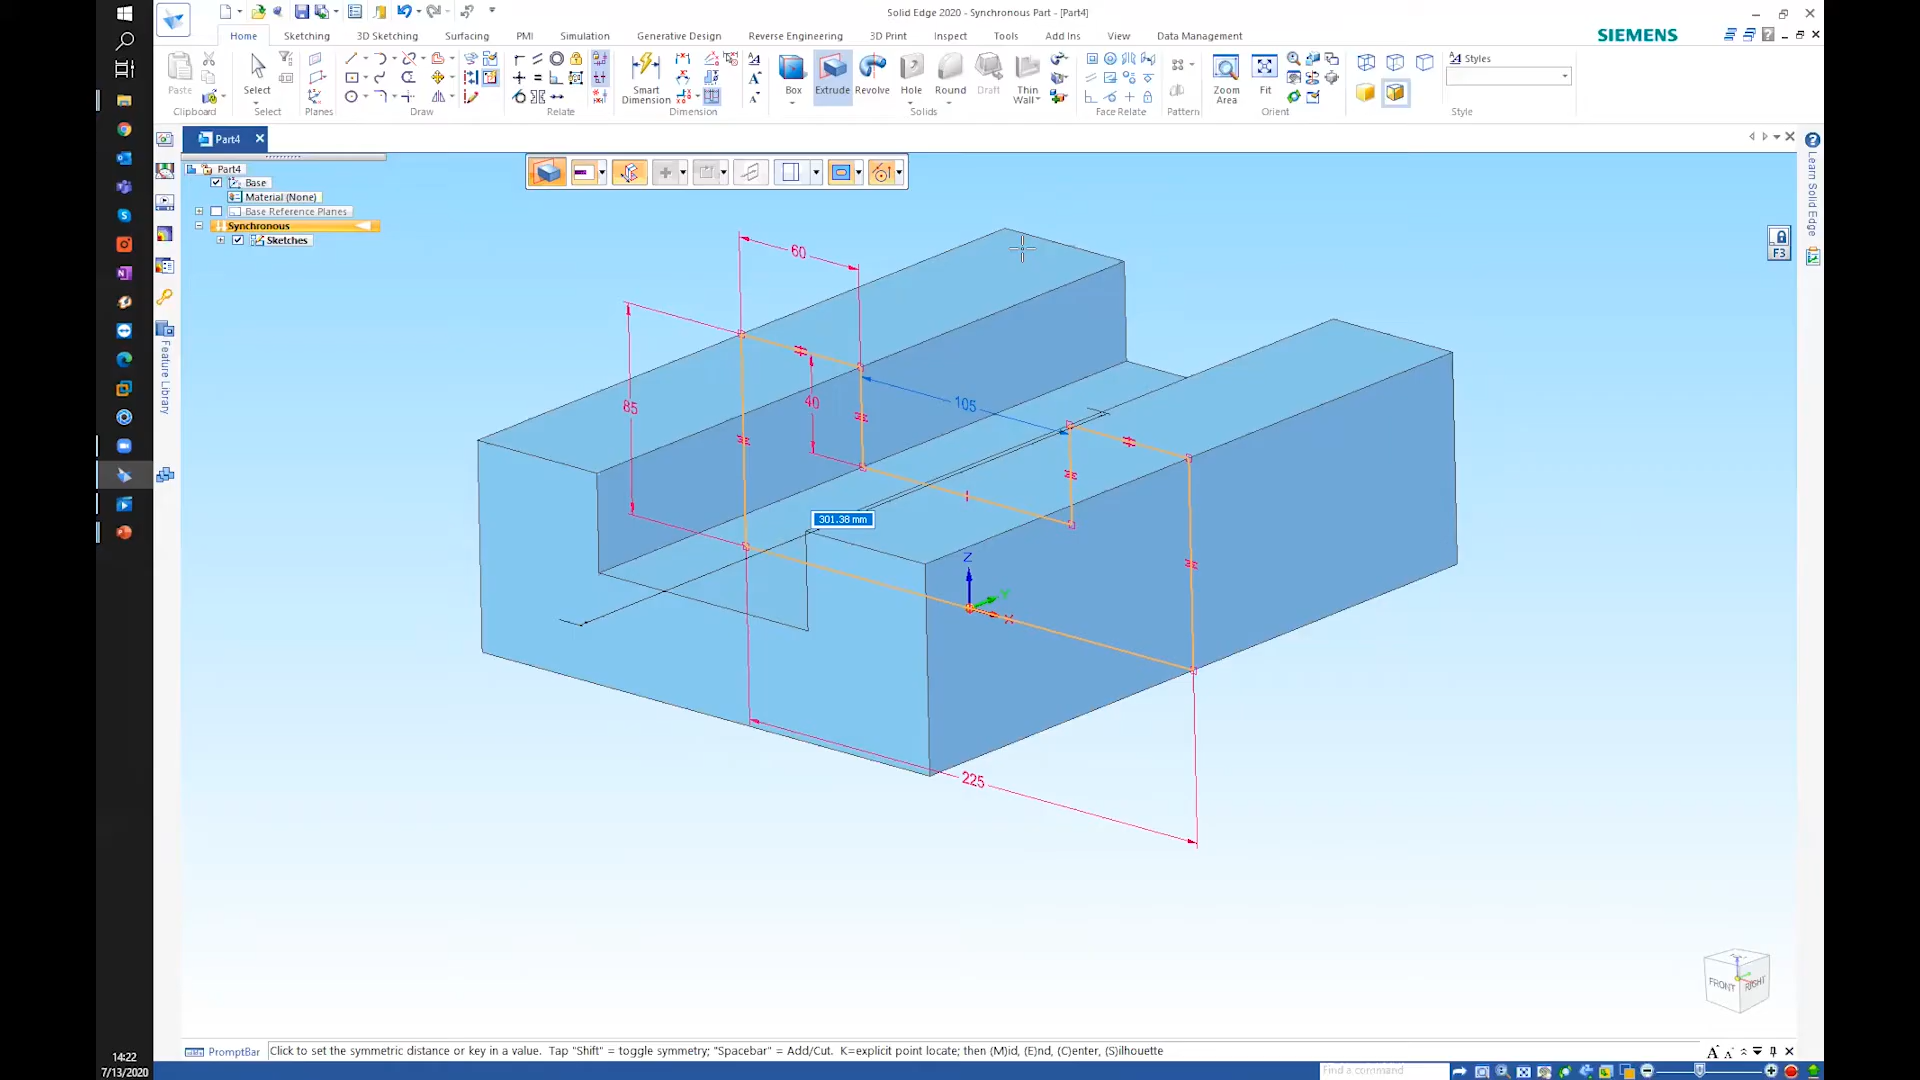 Solid Edge 2020 - Synchronous Part - [Part4]
Home
Sketching
3D Sketching
Surfacing
PMI
Simulation
Generative Design
Reverse Engineering
3D Print
Inspect
Tools
Add Ins
View
Data Management
SIEMENS
Paste
Clipboard
Select
Select
Planes
Draw
Relate
Smart
Dimension
Dimension
Box
Extrude
Revolve
Hole
Round
Draft
Thin
Wall
Solids
Face Relate
Pattern
Zoom
Area
Fit
Orient
Styles
Style
Part4
Part4
Base
Material (None)
Base Reference Planes
Synchronous
Sketches
Feature Library
Learn Solid Edge
F3
60
85
40
105
301.38 mm
225
Z
Y
X
FRONT
RIGHT
PromptBar
Click to set the symmetric distance or key in a value. Tap "Shift" = toggle symmetry; "Spacebar" = Add/Cut. K=explicit point locate; then (M)id, (E)nd, (C)enter, (S)ilhouette
Find a command
14:22
7/13/2020